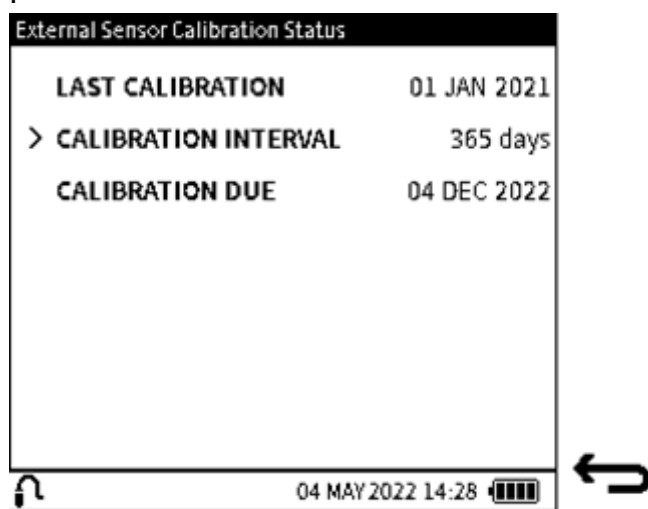 External Sensor Calibration Status
LAST CALIBRATION 01 JAN 2021
> CALIBRATION INTERVAL 365 days
CALIBRATION DUE 04 DEC 2022
04 MAY 2022 14:28